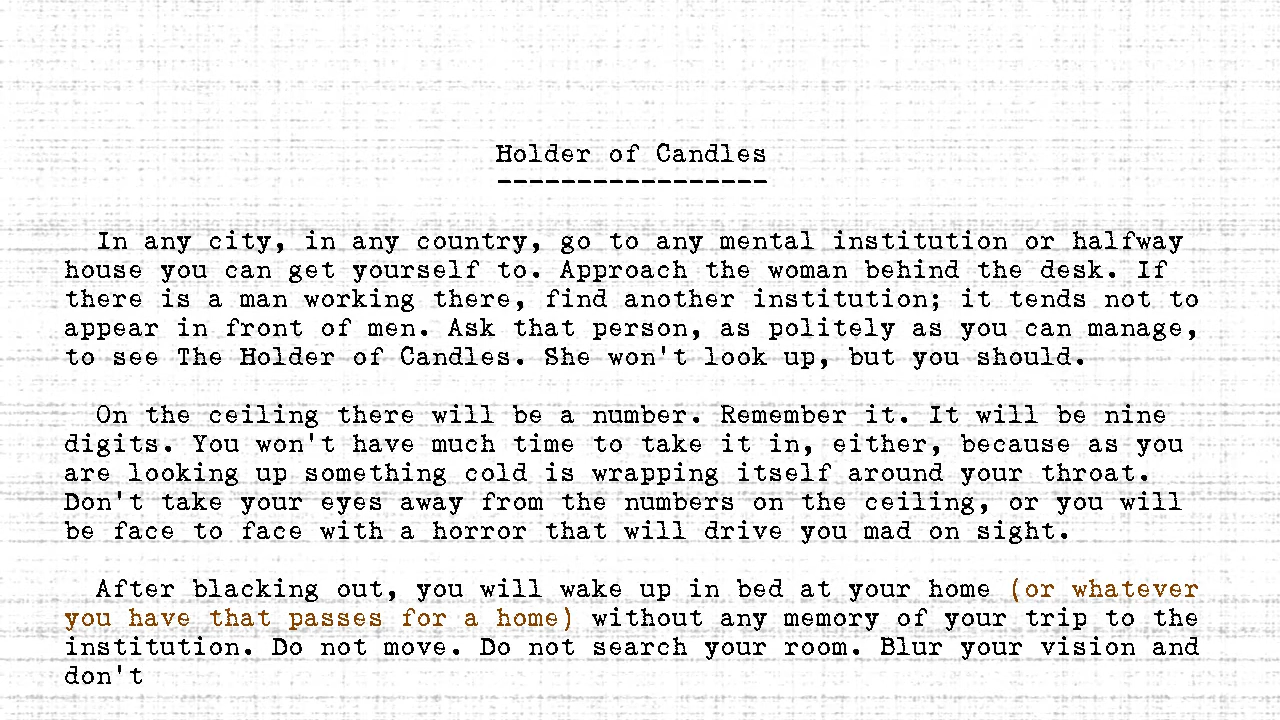 Holder of Candles
-----------------
In any city, in any country, go to any mental institution or halfway
house you can get yourself to. Approach the woman behind the desk. If
there is a man working there, find another institution; it tends not to
appear in front of men. Ask that person, as politely as you can manage,
to see The Holder of Candles. She won't look up, but you should.
On the ceiling there will be a number. Remember it. It will be nine
digits. You won't have much time to take it in, either, because as you
are looking up something cold is wrapping itself around your throat.
Don't take your eyes away from the numbers on the ceiling, or you will
be face to face with a horror that will drive you mad on sight.
After blacking out, you will wake up in bed at your home (or whatever
you have that passes for a home) without any memory of your trip to the
institution. Do not move. Do not search your room. Blur your vision and
don't